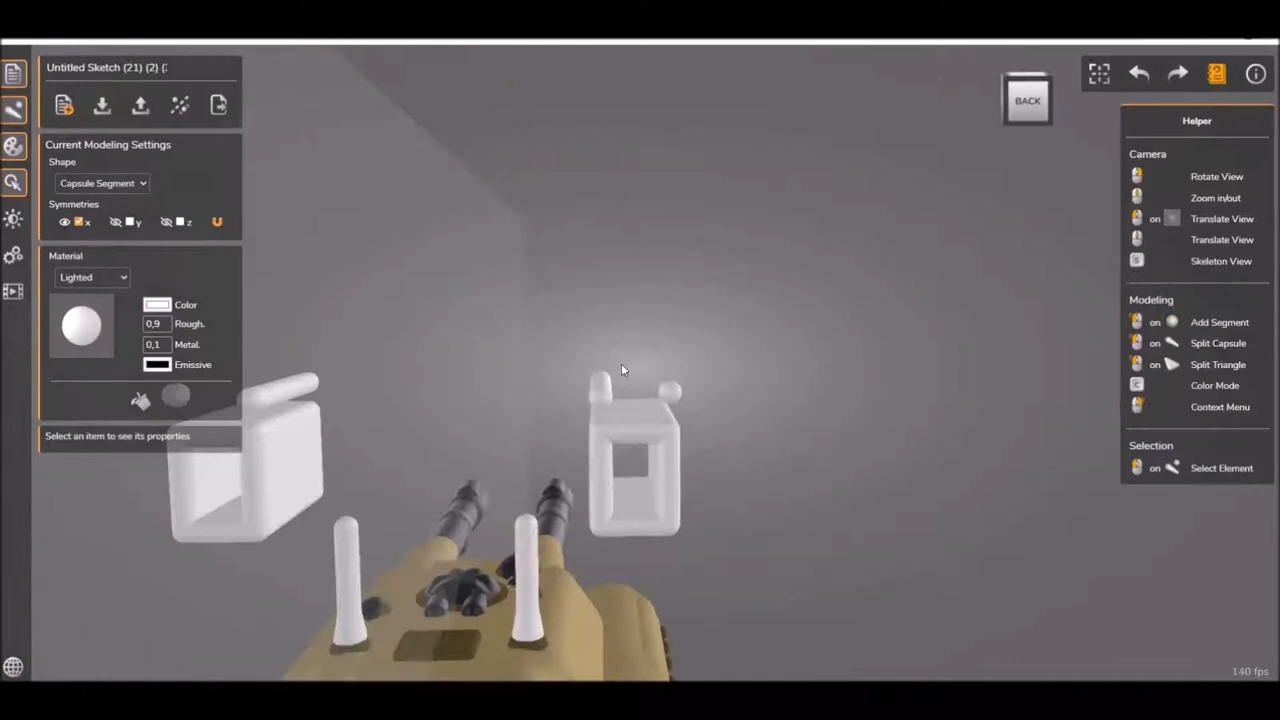 Untitled Sketch (21) (2) (
Current Modeling Settings
Shape
Capsule Segment
Symmetries
x
y
z
Material
Lighted
Color
0,9 Rough.
0,1 Metal.
Emissive
Select an item to see its properties
BACK
Helper
Camera
Rotate View
Zoom in/out
on Translate View
Translate View
S Skeleton View
Modeling
on Add Segment
on Split Capsule
on Split Triangle
C Color Mode
Context Menu
Selection
on Select Element
140 fps